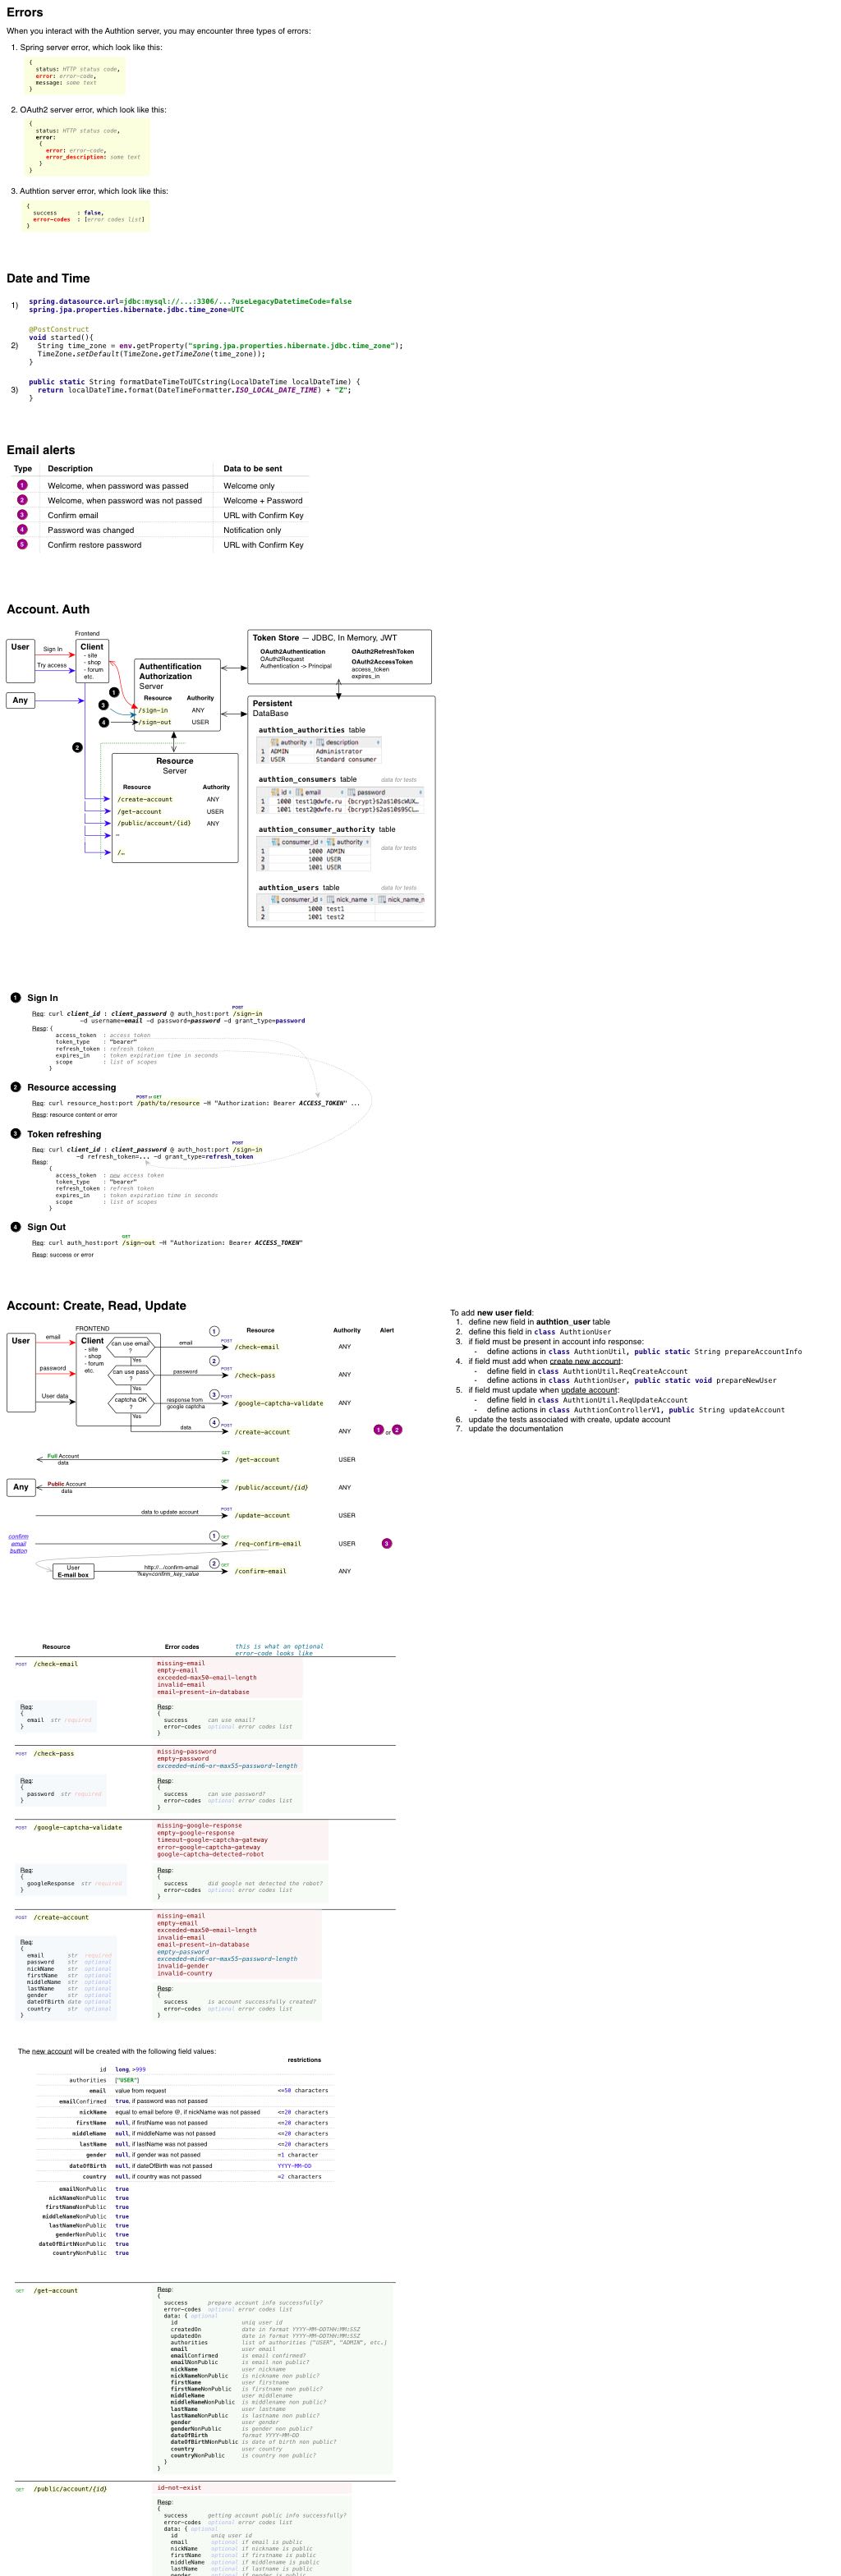 Errors
When you interact with the Authtion server, you may encounter three types of errors:
1. Spring server error, which look like this:
{
status: HTTP status code,
error: error-code,
message: some text
}
2. OAuth2 server error, which look like this:
{
status: HTTP status code,
error:
{
error: error-code,
error_description: some text
}
}
3. Authtion server error, which look like this:
{
success : false,
error-codes : [error codes list]
}
Date and Time
1)
spring.datasource.url=jdbc:mysql://...:3306/...?useLegacyDatetimeCode=false
spring.jpa.properties.hibernate.jdbc.time_zone=UTC
2)
@PostConstruct
void started(){
String time_zone = env.getProperty("spring.jpa.properties.hibernate.jdbc.time_zone");
TimeZone.setDefault(TimeZone.getTimeZone(time_zone));
}
3)
public static String formatDateTimeToUTCstring(LocalDateTime localDateTime) {
return localDateTime.format(DateTimeFormatter.ISO_LOCAL_DATE_TIME) + "Z";
}
Email alerts
Type Description Data to be sent
1 Welcome, when password was passed Welcome only
2 Welcome, when password was not passed Welcome + Password
3 Confirm email URL with Confirm Key
4 Password was changed Notification only
5 Confirm restore password URL with Confirm Key
Account. Auth
Frontend
User
Sign In
Try access
Client
- site
- shop
- forum
etc.
Any
1
3
4
2
Authentification
Authorization
Server
Resource Authority
/sign-in ANY
/sign-out USER
Resource
Server
Resource Authority
/create-account ANY
/get-account USER
/public/account/{id} ANY
…
/…
Token Store — JDBC, In Memory, JWT
OAuth2Authentication
OAuth2Request
Authentication -> Principal
OAuth2RefreshToken
OAuth2AccessToken
access_token
expires_in
Persistent
DataBase
authtion_authorities table
authority description
1 ADMIN Administrator
2 USER Standard consumer
authtion_consumers table data for tests
id email password
1 1000 test1@dwfe.ru {bcrypt}$2a$10$cWUX…
2 1001 test2@dwfe.ru {bcrypt}$2a$10$9SCL…
authtion_consumer_authority table
data for tests
consumer_id authority
1 1000 ADMIN
2 1000 USER
3 1001 USER
authtion_users table data for tests
consumer_id nick_name nick_name_n
1 1000 test1
2 1001 test2
1 Sign In
POST
Req: curl client_id : client_password @ auth_host:port /sign-in
-d username=email -d password=password -d grant_type=password
Resp: {
access_token : access token
token_type : "bearer"
refresh_token : refresh token
expires_in : token expiration time in seconds
scope : list of scopes
}
2 Resource accessing
POST or GET
Req: curl resource_host:port /path/to/resource -H "Authorization: Bearer ACCESS_TOKEN" ...
Resp: resource content or error
3 Token refreshing
POST
Req: curl client_id : client_password @ auth_host:port /sign-in
-d refresh_token=... -d grant_type=refresh_token
Resp:
{
access_token : new access token
token_type : "bearer"
refresh_token : refresh token
expires_in : token expiration time in seconds
scope : list of scopes
}
4 Sign Out
GET
Req: curl auth_host:port /sign-out -H "Authorization: Bearer ACCESS_TOKEN"
Resp: success or error
Account: Create, Read, Update
FRONTEND
User
email
password
User data
Client
- site
- shop
- forum
etc.
can use email
?
Yes
can use pass
?
Yes
captcha OK
?
Yes
Resource Authority Alert
1 email POST /check-email ANY
2 password POST /check-pass ANY
3 response from google captcha POST /google-captcha-validate ANY
4 data POST /create-account ANY 1 or 2
Full Account
data
GET /get-account USER
Any
Public Account
data
GET /public/account/{id} ANY
data to update account POST /update-account USER
confirm
email
button
1 GET /req-confirm-email USER 3
User
E-mail box
http://.../confirm-email
?key=confirm_key_value
2 GET /confirm-email ANY
To add new user field:
1. define new field in authtion_user table
2. define this field in class AuthtionUser
3. if field must be present in account info response:
- define actions in class AuthtionUtil, public static String prepareAccountInfo
4. if field must add when create new account:
- define field in class AuthtionUtil.ReqCreateAccount
- define actions in class AuthtionUser, public static void prepareNewUser
5. if field must update when update account:
- define field in class AuthtionUtil.ReqUpdateAccount
- define actions in class AuthtionControllerV1, public String updateAccount
6. update the tests associated with create, update account
7. update the documentation
Resource Error codes this is what an optional
error-code looks like
POST /check-email
missing-email
empty-email
exceeded-max50-email-length
invalid-email
email-present-in-database
Req:
{
email str required
}
Resp:
{
success can use email?
error-codes optional error codes list
}
POST /check-pass
missing-password
empty-password
exceeded-min6-or-max55-password-length
Req:
{
password str required
}
Resp:
{
success can use password?
error-codes optional error codes list
}
POST /google-captcha-validate
missing-google-response
empty-google-response
timeout-google-captcha-gateway
error-google-captcha-gateway
google-captcha-detected-robot
Req:
{
googleResponse str required
}
Resp:
{
success did google not detected the robot?
error-codes optional error codes list
}
POST /create-account
missing-email
empty-email
exceeded-max50-email-length
invalid-email
email-present-in-database
empty-password
exceeded-min6-or-max55-password-length
invalid-gender
invalid-country
Req:
{
email str required
password str optional
nickName str optional
firstName str optional
middleName str optional
lastName str optional
gender str optional
dateOfBirth date optional
country str optional
}
Resp:
{
success is account successfully created?
error-codes optional error codes list
}
The new account will be created with the following field values:
restrictions
id long, >999
authorities ["USER"]
email value from request <=50 characters
emailConfirmed true, if password was not passed
nickName equal to email before @, if nickName was not passed <=20 characters
firstName null, if firstName was not passed <=20 characters
middleName null, if middleName was not passed <=20 characters
lastName null, if lastName was not passed <=20 characters
gender null, if gender was not passed =1 character
dateOfBirth null, if dateOfBirth was not passed YYYY-MM-DD
country null, if country was not passed =2 characters
emailNonPublic true
nickNameNonPublic true
firstNameNonPublic true
middleNameNonPublic true
lastNameNonPublic true
genderNonPublic true
dateOfBirthNonPublic true
countryNonPublic true
GET /get-account
Resp:
{
success prepare account info successfully?
error-codes optional error codes list
data: { optional
id uniq user id
createdOn date in format YYYY-MM-DDTHH:MM:SSZ
updatedOn date in format YYYY-MM-DDTHH:MM:SSZ
authorities list of authorities ["USER", "ADMIN", etc.]
email user email
emailConfirmed is email confirmed?
emailNonPublic is email non public?
nickName user nickname
nickNameNonPublic is nickname non public?
firstName user firstname
firstNameNonPublic is firstname non public?
middleName user middlename
middleNameNonPublic is middlename non public?
lastName user lastname
lastNameNonPublic is lastname non public?
gender user gender
genderNonPublic is gender non public?
dateOfBirth format YYYY-MM-DD
dateOfBirthNonPublic is date of birth non public?
country user country
countryNonPublic is country non public?
}
}
GET /public/account/{id}
id-not-exist
Resp:
{
success getting account public info successfully?
error-codes optional error codes list
data: { optional
id uniq user id
email optional if email is public
nickName optional if nickname is public
firstName optional if firstname is public
middleName optional if middlename is public
lastName optional if lastname is public
gender optional if gender is public